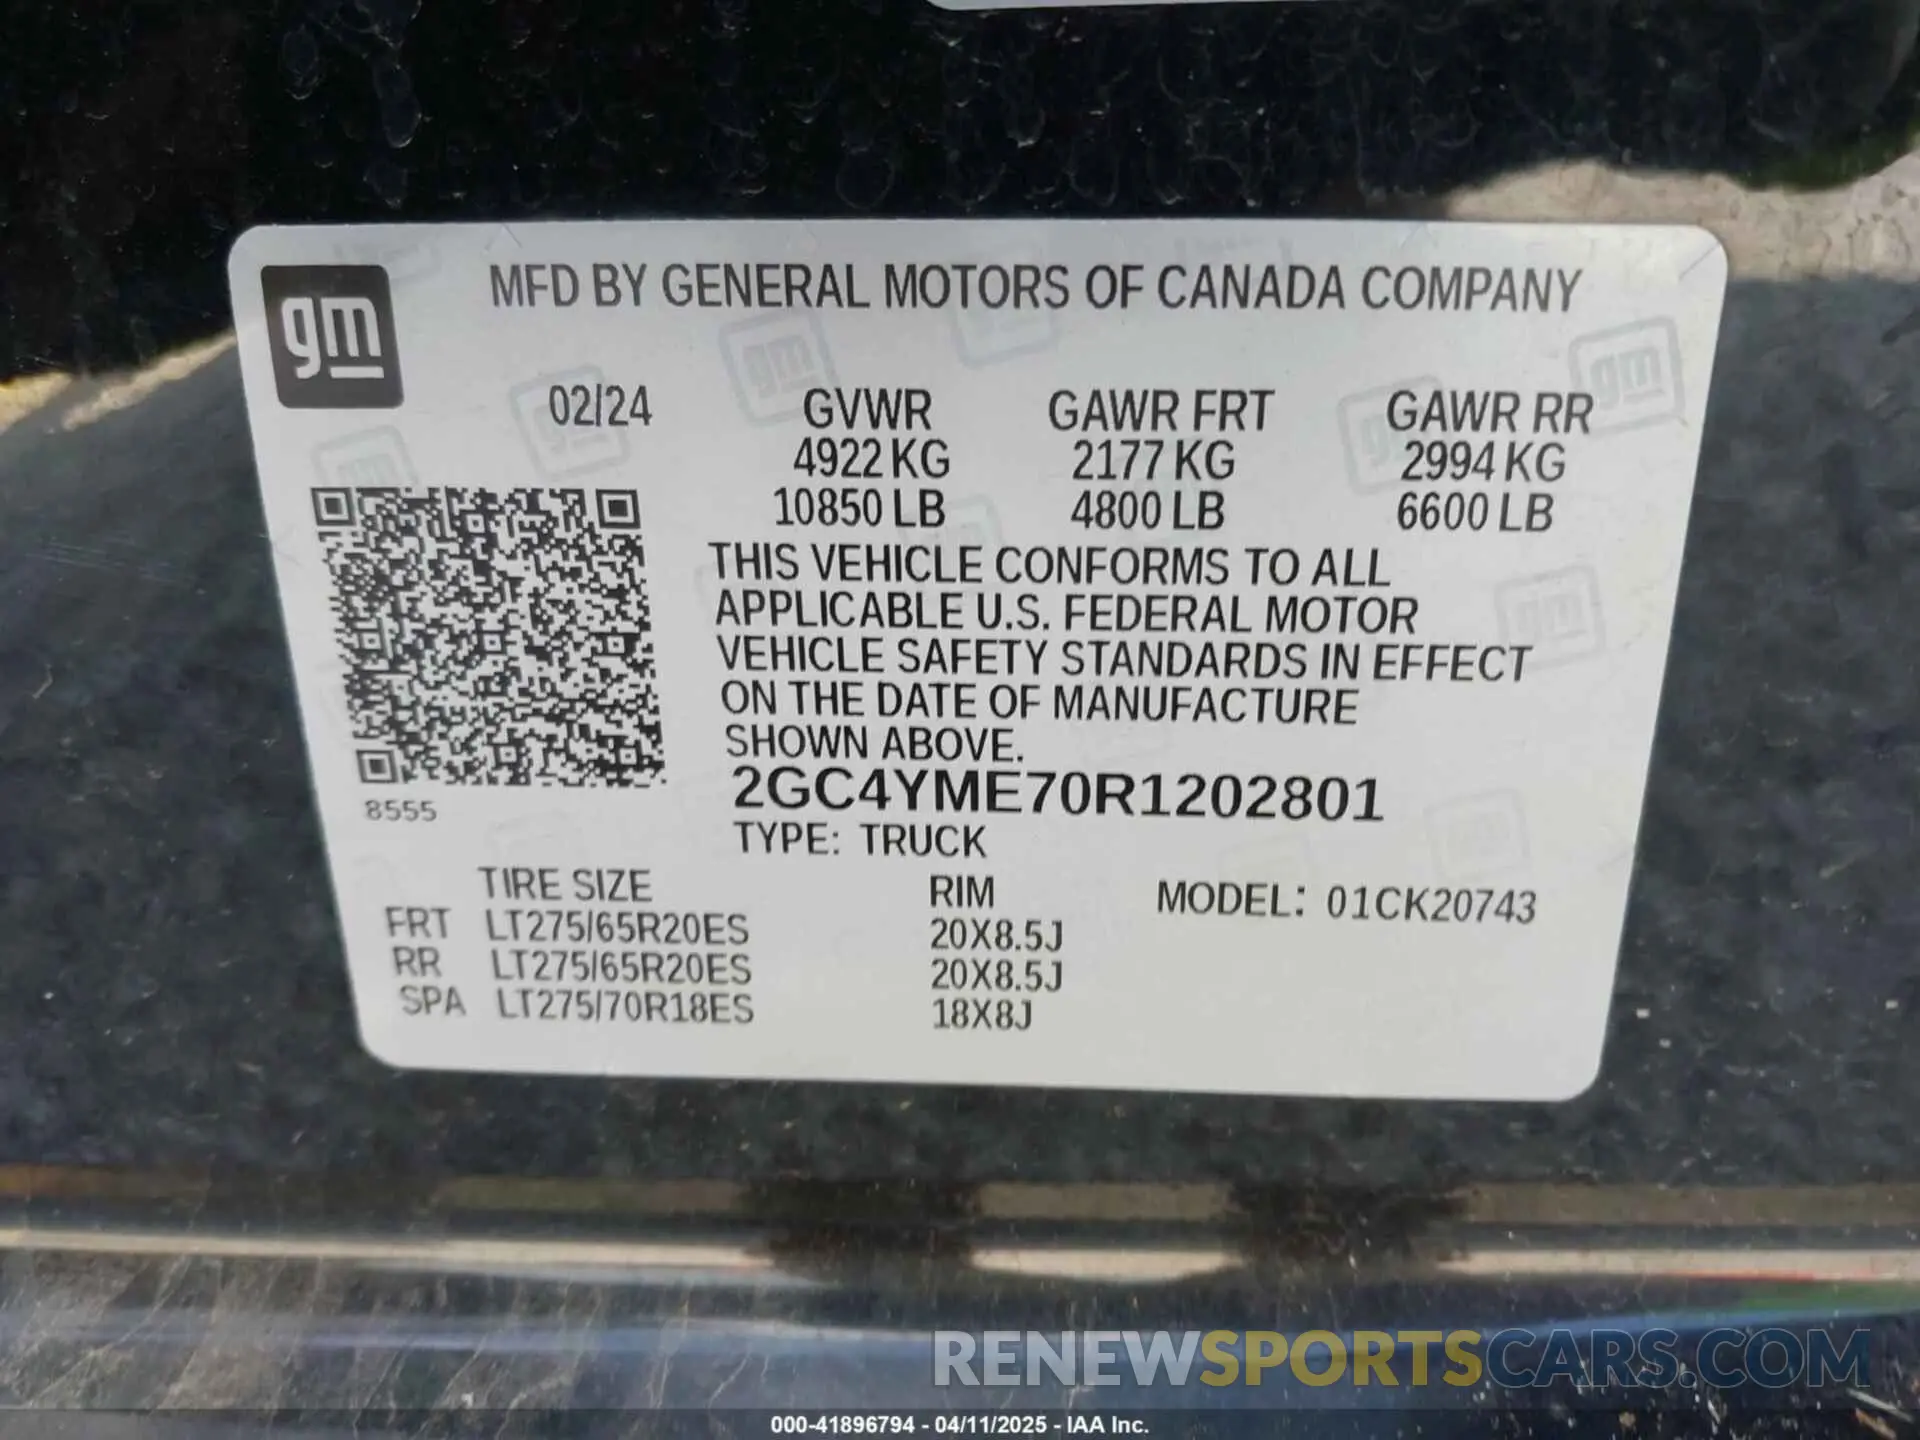 gm
MFD BY GENERAL MOTORS OF CANADA COMPANY
02/24 GVWR GAWR FRT GAWR RR
4922 KG 2177 KG 2994 KG
10850 LB 4800 LB 6600 LB
THIS VEHICLE CONFORMS TO ALL
APPLICABLE U.S. FEDERAL MOTOR
VEHICLE SAFETY STANDARDS IN EFFECT
ON THE DATE OF MANUFACTURE
SHOWN ABOVE.
2GC4YME70R1202801
8555
TYPE: TRUCK
TIRE SIZE RIM MODEL: 01CK20743
FRT LT275/65R20ES 20X8.5J
RR LT275/65R20ES 20X8.5J
SPA LT275/70R18ES 18X8J
RENEWSPORTSCARS.COM
000-41896794 - 04/11/2025 - IAA Inc.